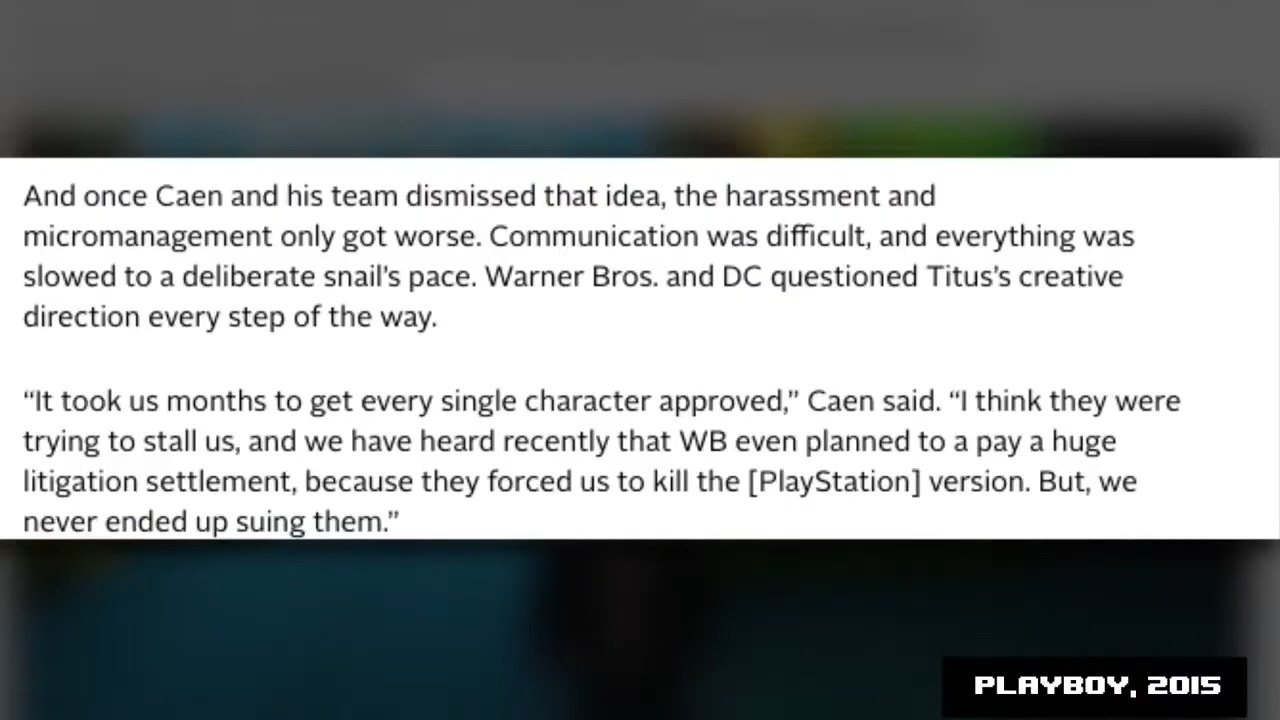 And once Caen and his team dismissed that idea, the harassment and
micromanagement only got worse. Communication was difficult, and everything was
slowed to a deliberate snail’s pace. Warner Bros. and DC questioned Titus’s creative
direction every step of the way.
“It took us months to get every single character approved,” Caen said. “I think they were
trying to stall us, and we have heard recently that WB even planned to a pay a huge
litigation settlement, because they forced us to kill the [PlayStation] version. But, we
never ended up suing them.”
PLAYBOY, 2015